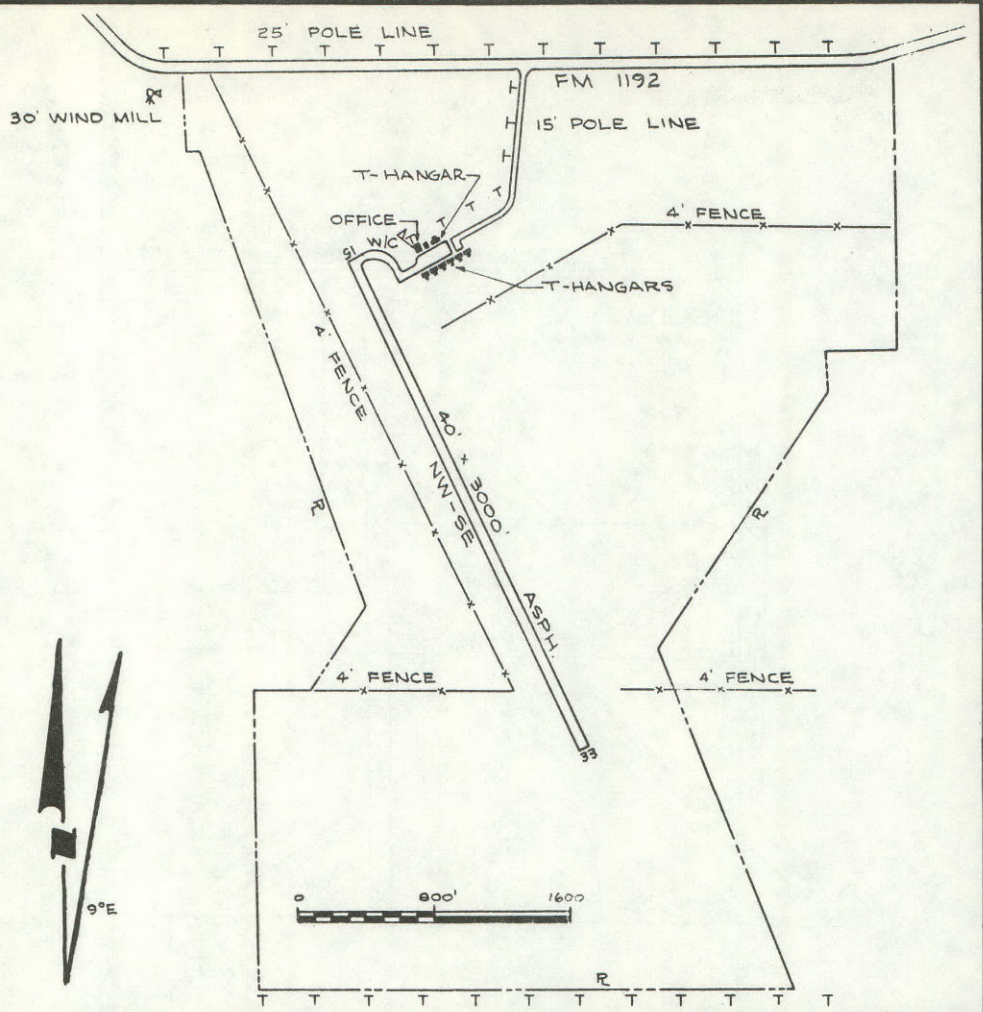 25' POLE LINE
FM 1192
30' WIND MILL
15' POLE LINE
T-HANGAR
OFFICE
W/C
4' FENCE
15
T-HANGARS
4' FENCE
40' x 3000'
NW-SE
ASPH.
4' FENCE
4' FENCE
33
N
9°E
0 800' 1600